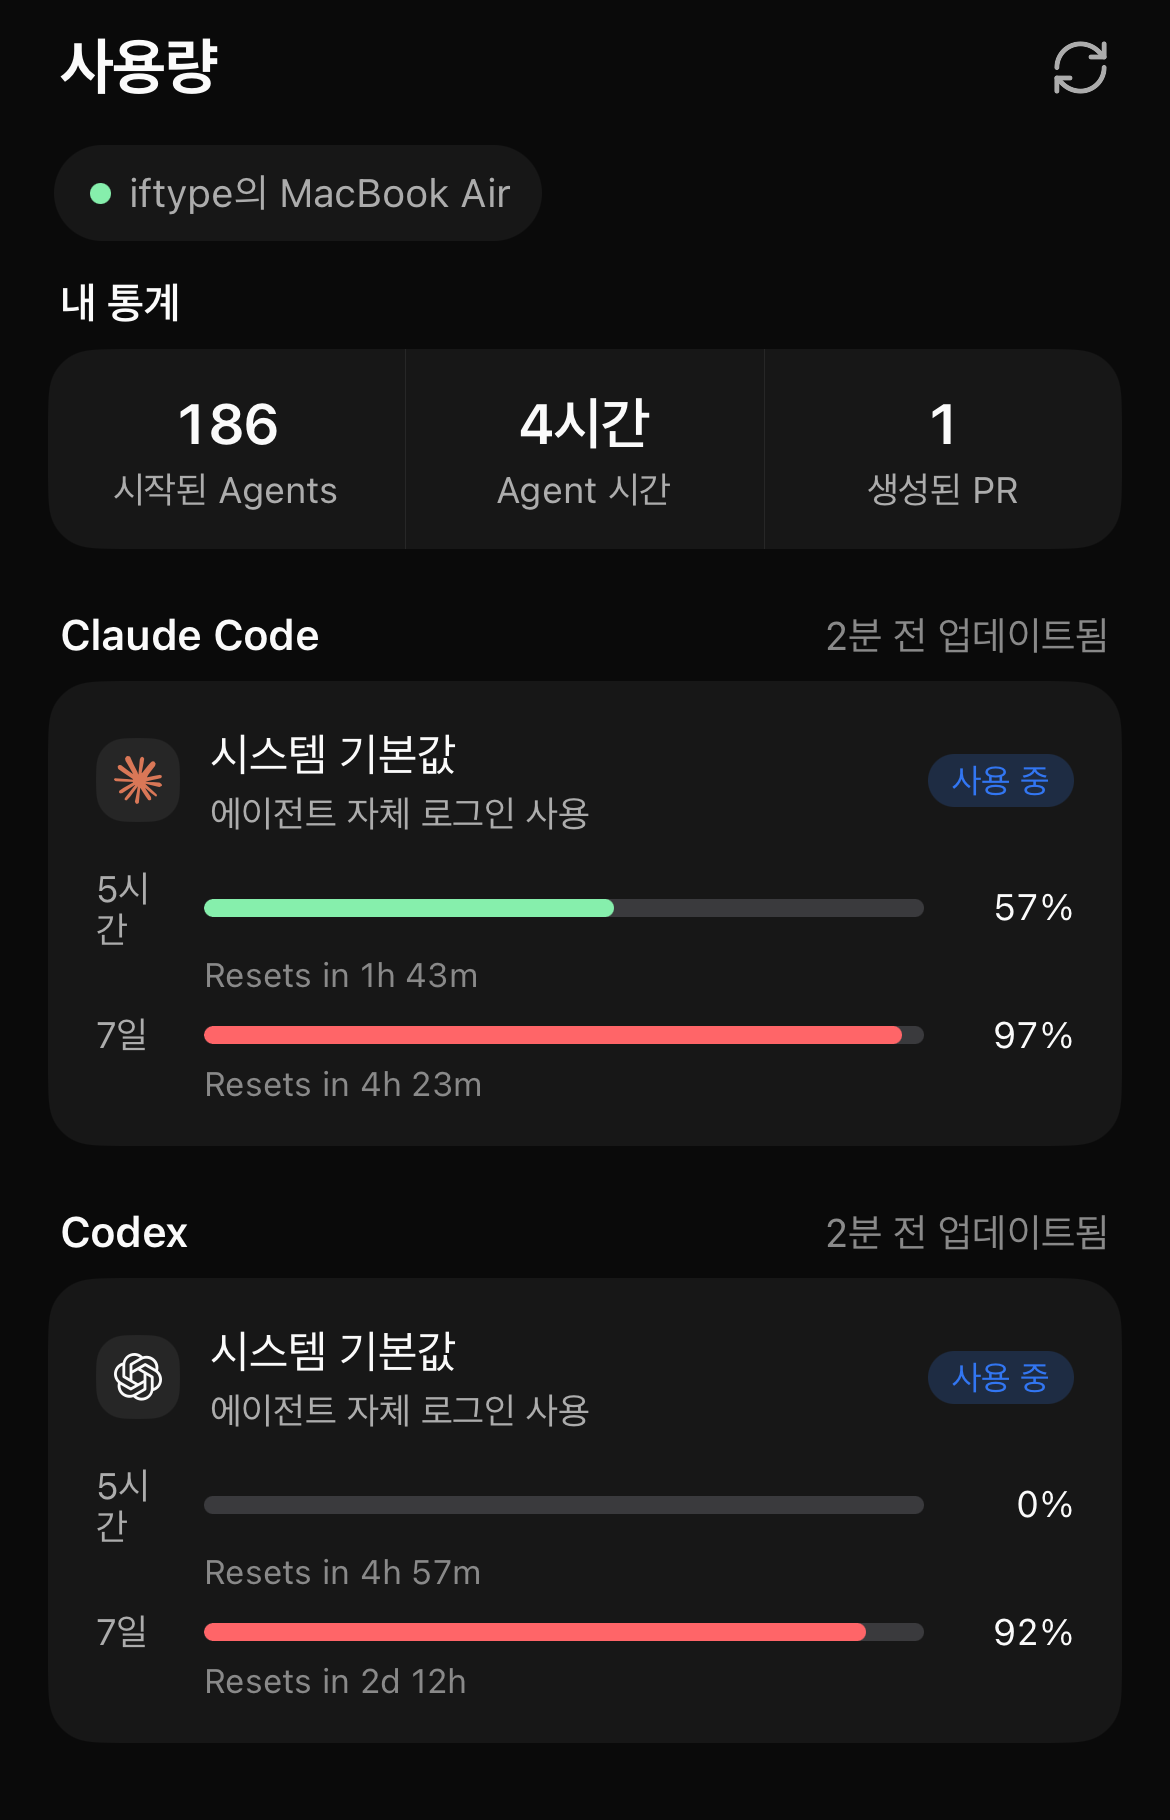 사용량
iftype의 MacBook Air
내 통계
186
시작된 Agents
4시간
Agent 시간
1
생성된 PR
Claude Code
2분 전 업데이트됨
시스템 기본값
에이전트 자체 로그인 사용
사용 중
5시
간
57%
Resets in 1h 43m
7일
97%
Resets in 4h 23m
Codex
2분 전 업데이트됨
시스템 기본값
에이전트 자체 로그인 사용
사용 중
5시
간
0%
Resets in 4h 57m
7일
92%
Resets in 2d 12h